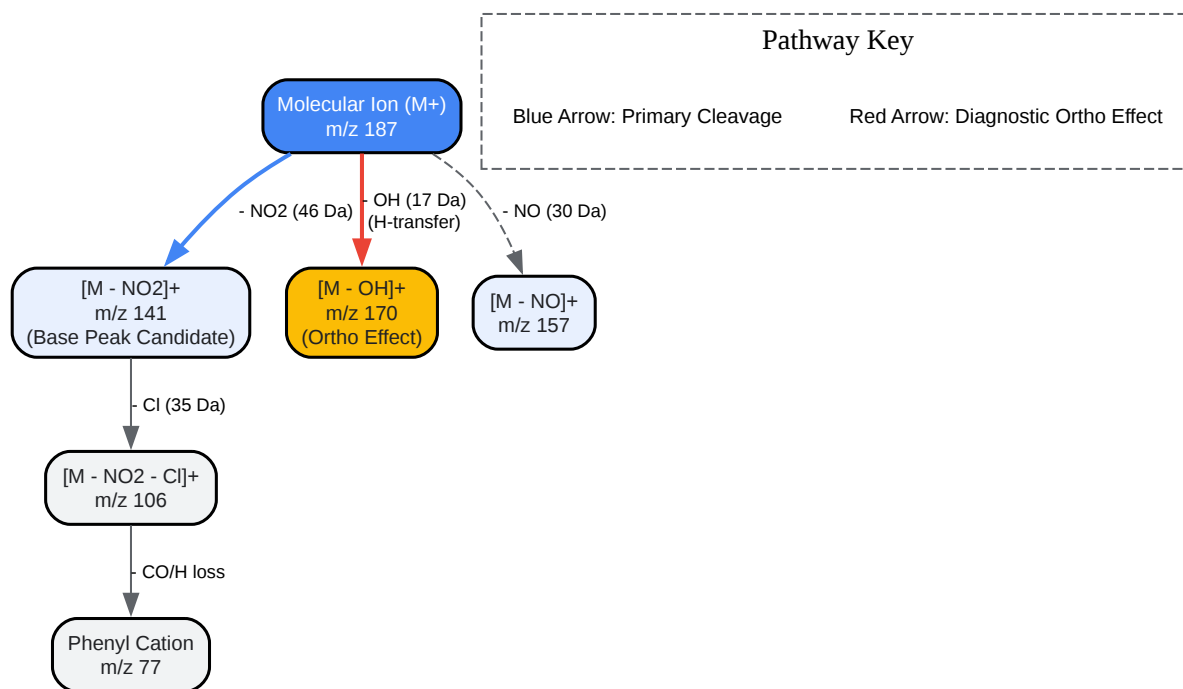 Pathway Key
Blue Arrow: Primary Cleavage
Red Arrow: Diagnostic Ortho Effect
Molecular Ion (M+)
m/z 187
- NO2 (46 Da)
- OH (17 Da)
(H-transfer)
- NO (30 Da)
[M - NO2]+
m/z 141
(Base Peak Candidate)
[M - OH]+
m/z 170
(Ortho Effect)
[M - NO]+
m/z 157
- Cl (35 Da)
[M - NO2 - Cl]+
m/z 106
- CO/H loss
Phenyl Cation
m/z 77